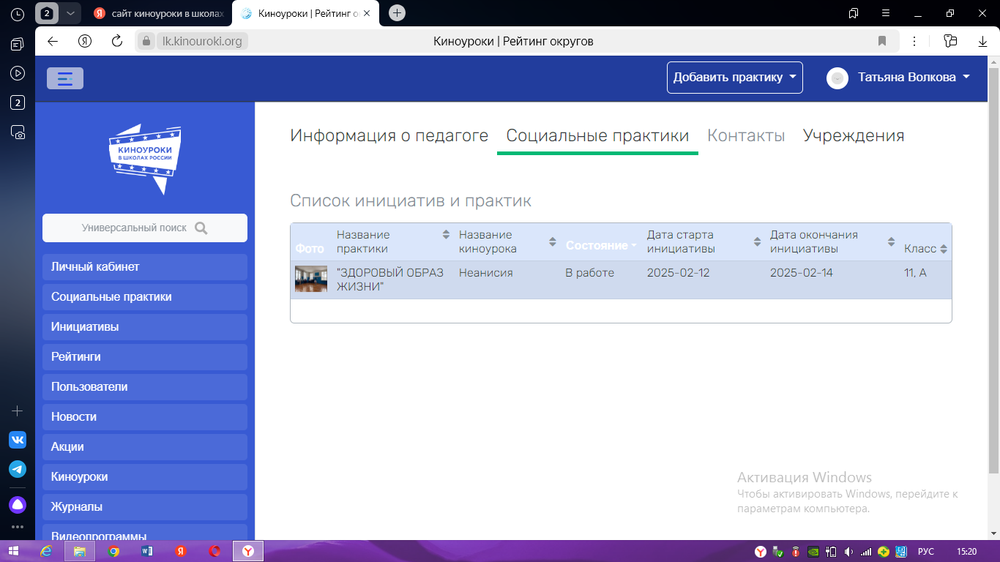 2
сайт киноуроки в школах
Киноуроки | Рейтинг о
lk.kinouroki.org
Киноуроки | Рейтинг округов
2
Добавить практику
Татьяна Волкова
КИНОУРОКИ
В ШКОЛАХ РОССИИ
Универсальный поиск
Личный кабинет
Социальные практики
Инициативы
Рейтинги
Пользователи
Новости
Акции
Киноуроки
Журналы
Видеопрограммы
Информация о педагоге Социальные практики Контакты Учреждения
Список инициатив и практик
Фото Название практики Название киноурока Состояние Дата старта инициативы Дата окончания инициативы Класс
"ЗДОРОВЫЙ ОБРАЗ ЖИЗНИ" Неанисия В работе 2025-02-12 2025-02-14 11, А
Активация Windows
Чтобы активировать Windows, перейдите к
параметрам компьютера.
РУС 15:20